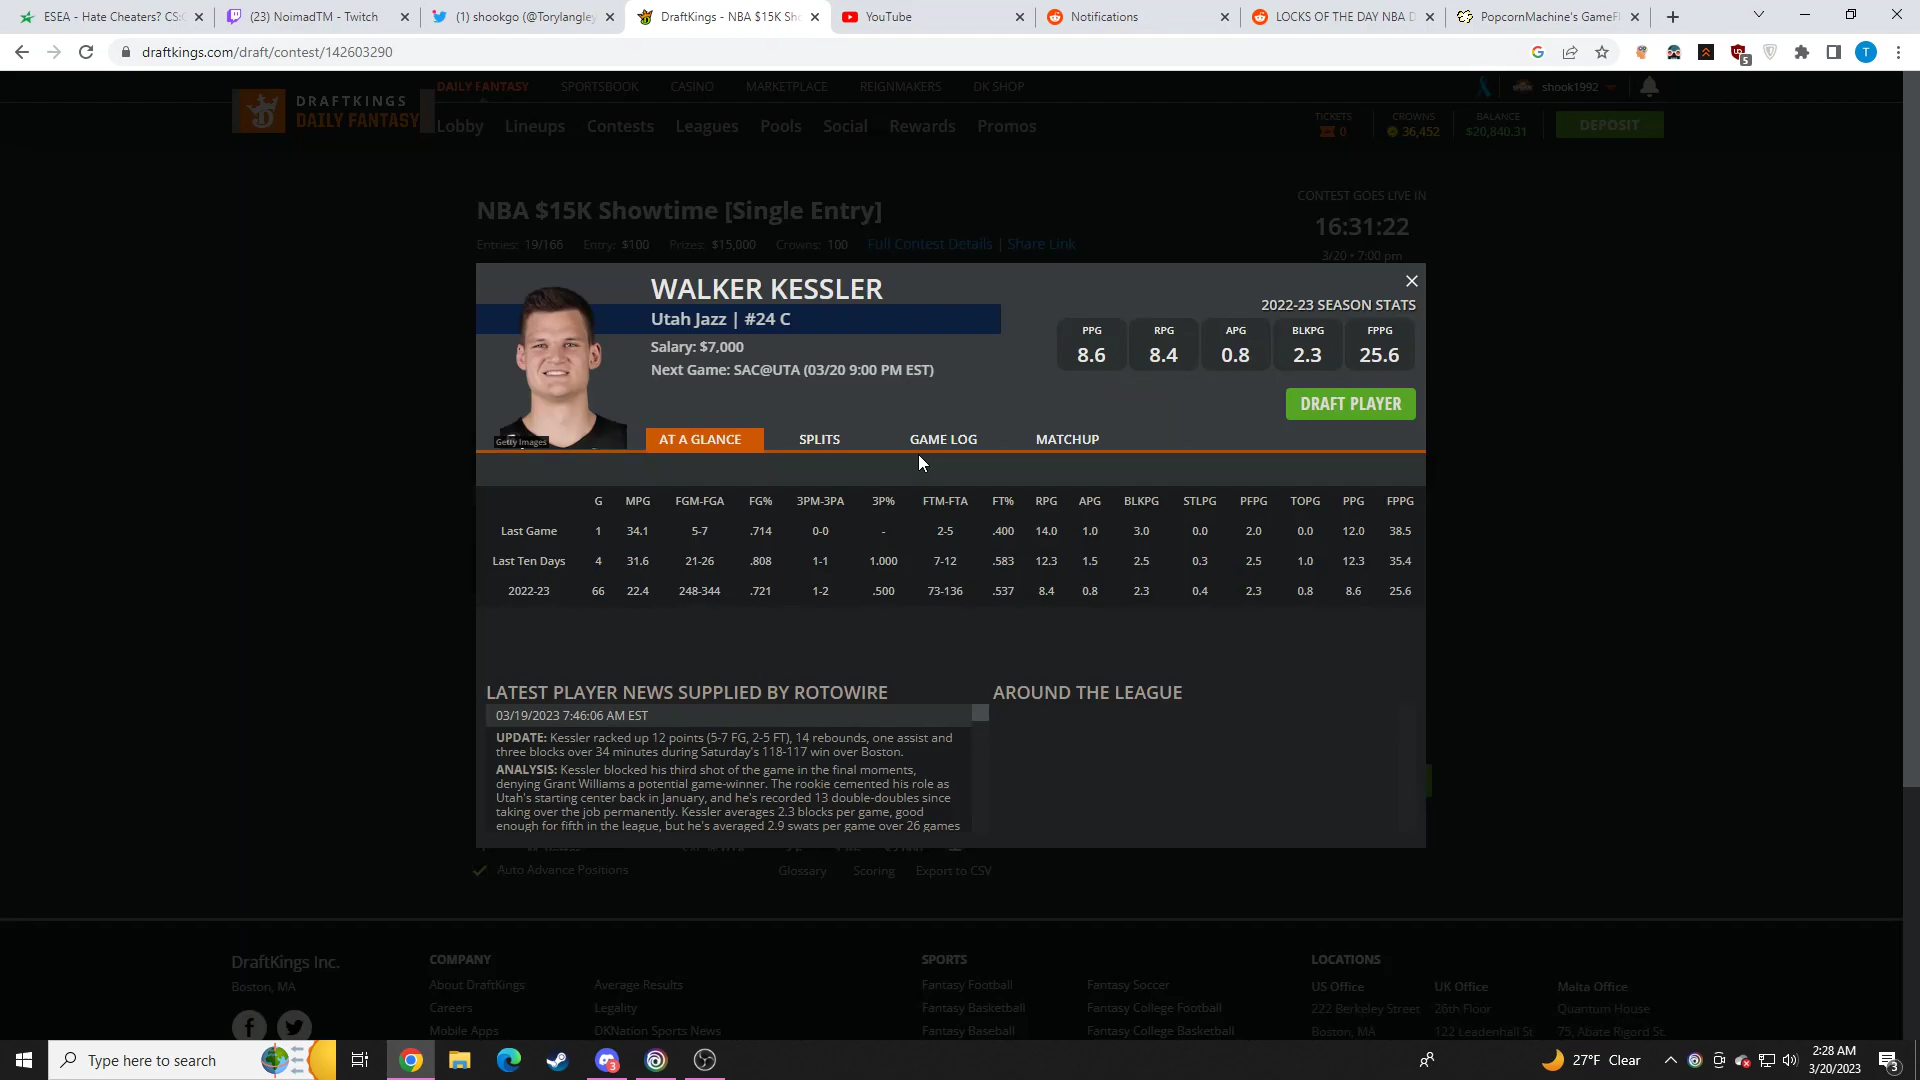 ESEA - Hate Cheaters? CS:G
(23) NoimadTM - Twitch
(1) shookgo (@Torylangley
DraftKings - NBA $15K Sho
YouTube
Notifications
LOCKS OF THE DAY NBA D
PopcornMachine's GameFl
draftkings.com/draft/contest/142603290
5
T
DRAFTKINGS
DAILY FANTASY
DAILY FANTASY SPORTSBOOK CASINO MARKETPLACE REIGNMAKERS DK SHOP
shook1992
Lobby Lineups Contests Leagues Pools Social Rewards Promos
TICKETS
0
CROWNS
36,452
BALANCE
$20,840.31
DEPOSIT
NBA $15K Showtime [Single Entry]
Entries: 19/166 Entry: $100 Prizes: $15,000 Crowns: 100 Full Contest Details | Share Link
CONTEST GOES LIVE IN
16:31:22
3/20 • 7:00 pm
WALKER KESSLER
Utah Jazz | #24 C
Salary: $7,000
Next Game: SAC@UTA (03/20 9:00 PM EST)
Getty Images
2022-23 SEASON STATS
PPG RPG APG BLKPG FPPG
8.6 8.4 0.8 2.3 25.6
DRAFT PLAYER
AT A GLANCE SPLITS GAME LOG MATCHUP
G MPG FGM-FGA FG% 3PM-3PA 3P% FTM-FTA FT% RPG APG BLKPG STLPG PFPG TOPG PPG FPPG
Last Game 1 34.1 5-7 .714 0-0 - 2-5 .400 14.0 1.0 3.0 0.0 2.0 0.0 12.0 38.5
Last Ten Days 4 31.6 21-26 .808 1-1 1.000 7-12 .583 12.3 1.5 2.5 0.3 2.5 1.0 12.3 35.4
2022-23 66 22.4 248-344 .721 1-2 .500 73-136 .537 8.4 0.8 2.3 0.4 2.3 0.8 8.6 25.6
LATEST PLAYER NEWS SUPPLIED BY ROTOWIRE
03/19/2023 7:46:06 AM EST
UPDATE: Kessler racked up 12 points (5-7 FG, 2-5 FT), 14 rebounds, one assist and
three blocks over 34 minutes during Saturday's 118-117 win over Boston.
ANALYSIS: Kessler blocked his third shot of the game in the final moments,
denying Grant Williams a potential game-winner. The rookie cemented his role as
Utah's starting center back in January, and he's recorded 13 double-doubles since
taking over the job permanently. Kessler averages 2.3 blocks per game, good
enough for fifth in the league, but he's averaged 2.9 swats per game over 26 games
AROUND THE LEAGUE
Auto Advance Positions
Glossary Scoring Export to CSV
DraftKings Inc.
Boston, MA
COMPANY
About DraftKings Average Results
Careers Legality
Mobile Apps DKNation Sports News
SPORTS
Fantasy Football Fantasy Soccer
Fantasy Basketball Fantasy College Football
Fantasy Baseball Fantasy College Basketball
LOCATIONS
US Office UK Office Malta Office
222 Berkeley Street 26th Floor Quantum House
Boston, MA 122 Leadenhall St 75, Abate Rigord St.
Type here to search
3
27°F Clear
2:28 AM
3/20/2023
3